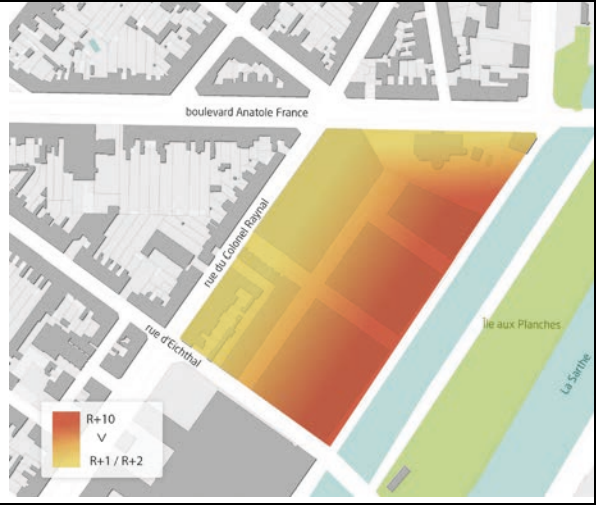 boulevard Anatole France
rue du Colonel Raynal
rue d'Eichthal
Île aux Planches
La Sarthe
R+10
V
R+1 / R+2